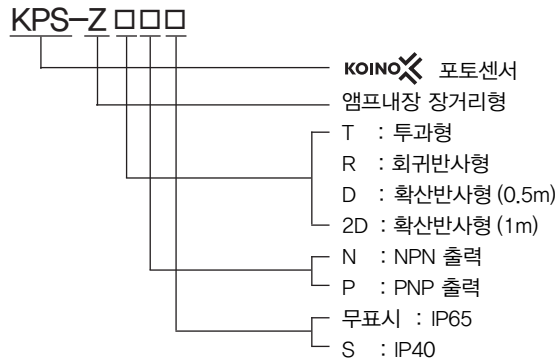 KPS-Z□□□
KOINO 포토센서
앰프내장 장거리형
T : 투과형
R : 회귀반사형
D : 확산반사형 (0.5m)
2D : 확산반사형 (1m)
N : NPN 출력
P : PNP 출력
무표시 : IP65
S : IP40